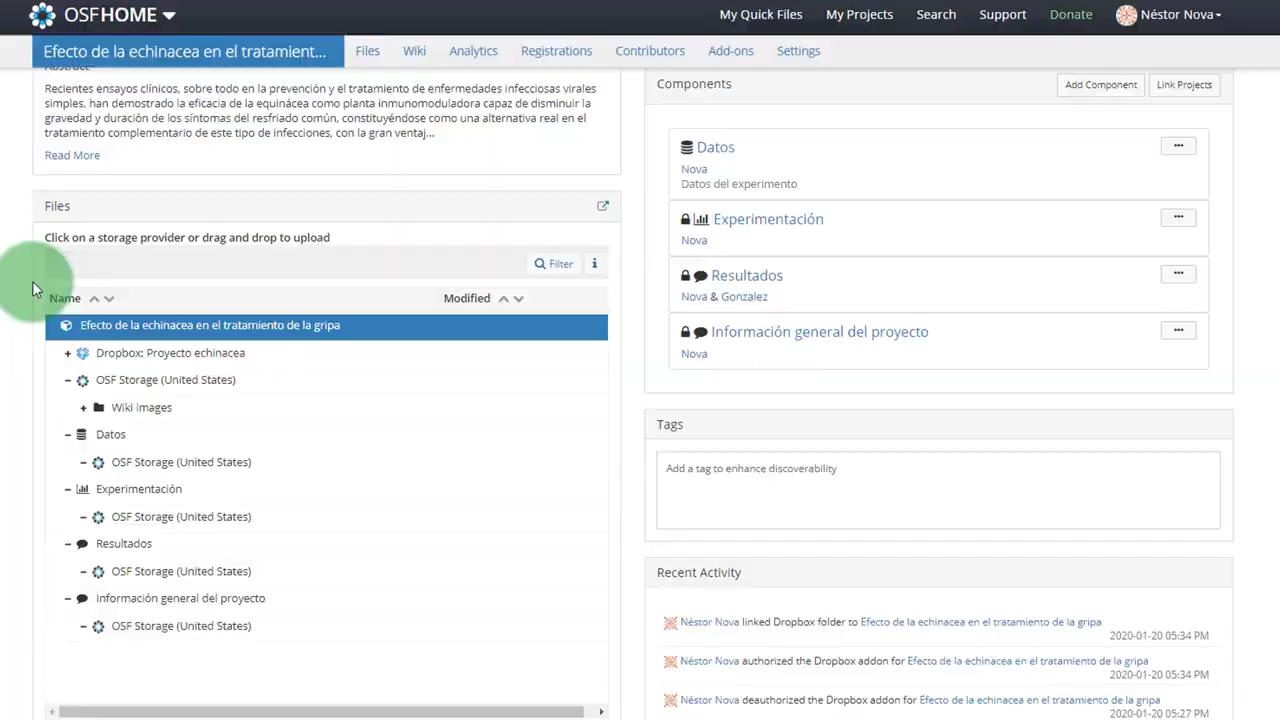 OSFHOME
My Quick Files
My Projects
Search
Support
Donate
Néstor Nova
Efecto de la echinacea en el tratamient...
Files
Wiki
Analytics
Registrations
Contributors
Add-ons
Settings
Abstract
Recientes ensayos clínicos, sobre todo en la prevención y el tratamiento de enfermedades infecciosas virales
simples, han demostrado la eficacia de la equinácea como planta inmunomoduladora capaz de disminuir la
gravedad y duración de los síntomas del resfriado común, constituyéndose como una alternativa real en el
tratamiento complementario de este tipo de infecciones, con la gran ventaj...
Read More
Files
Click on a storage provider or drag and drop to upload
Filter
Name
Modified
Efecto de la echinacea en el tratamiento de la gripa
Dropbox: Proyecto echinacea
OSF Storage (United States)
Wiki images
Datos
OSF Storage (United States)
Experimentación
OSF Storage (United States)
Resultados
OSF Storage (United States)
Información general del proyecto
OSF Storage (United States)
Components
Add Component
Link Projects
Datos
Nova
Datos del experimento
Experimentación
Nova
Resultados
Nova & Gonzalez
Información general del proyecto
Nova
Tags
Add a tag to enhance discoverability
Recent Activity
Néstor Nova linked Dropbox folder to Efecto de la echinacea en el tratamiento de la gripa
2020-01-20 05:34 PM
Néstor Nova authorized the Dropbox addon for Efecto de la echinacea en el tratamiento de la gripa
2020-01-20 05:34 PM
Néstor Nova deauthorized the Dropbox addon for Efecto de la echinacea en el tratamiento de la gripa
2020-01-20 05:27 PM